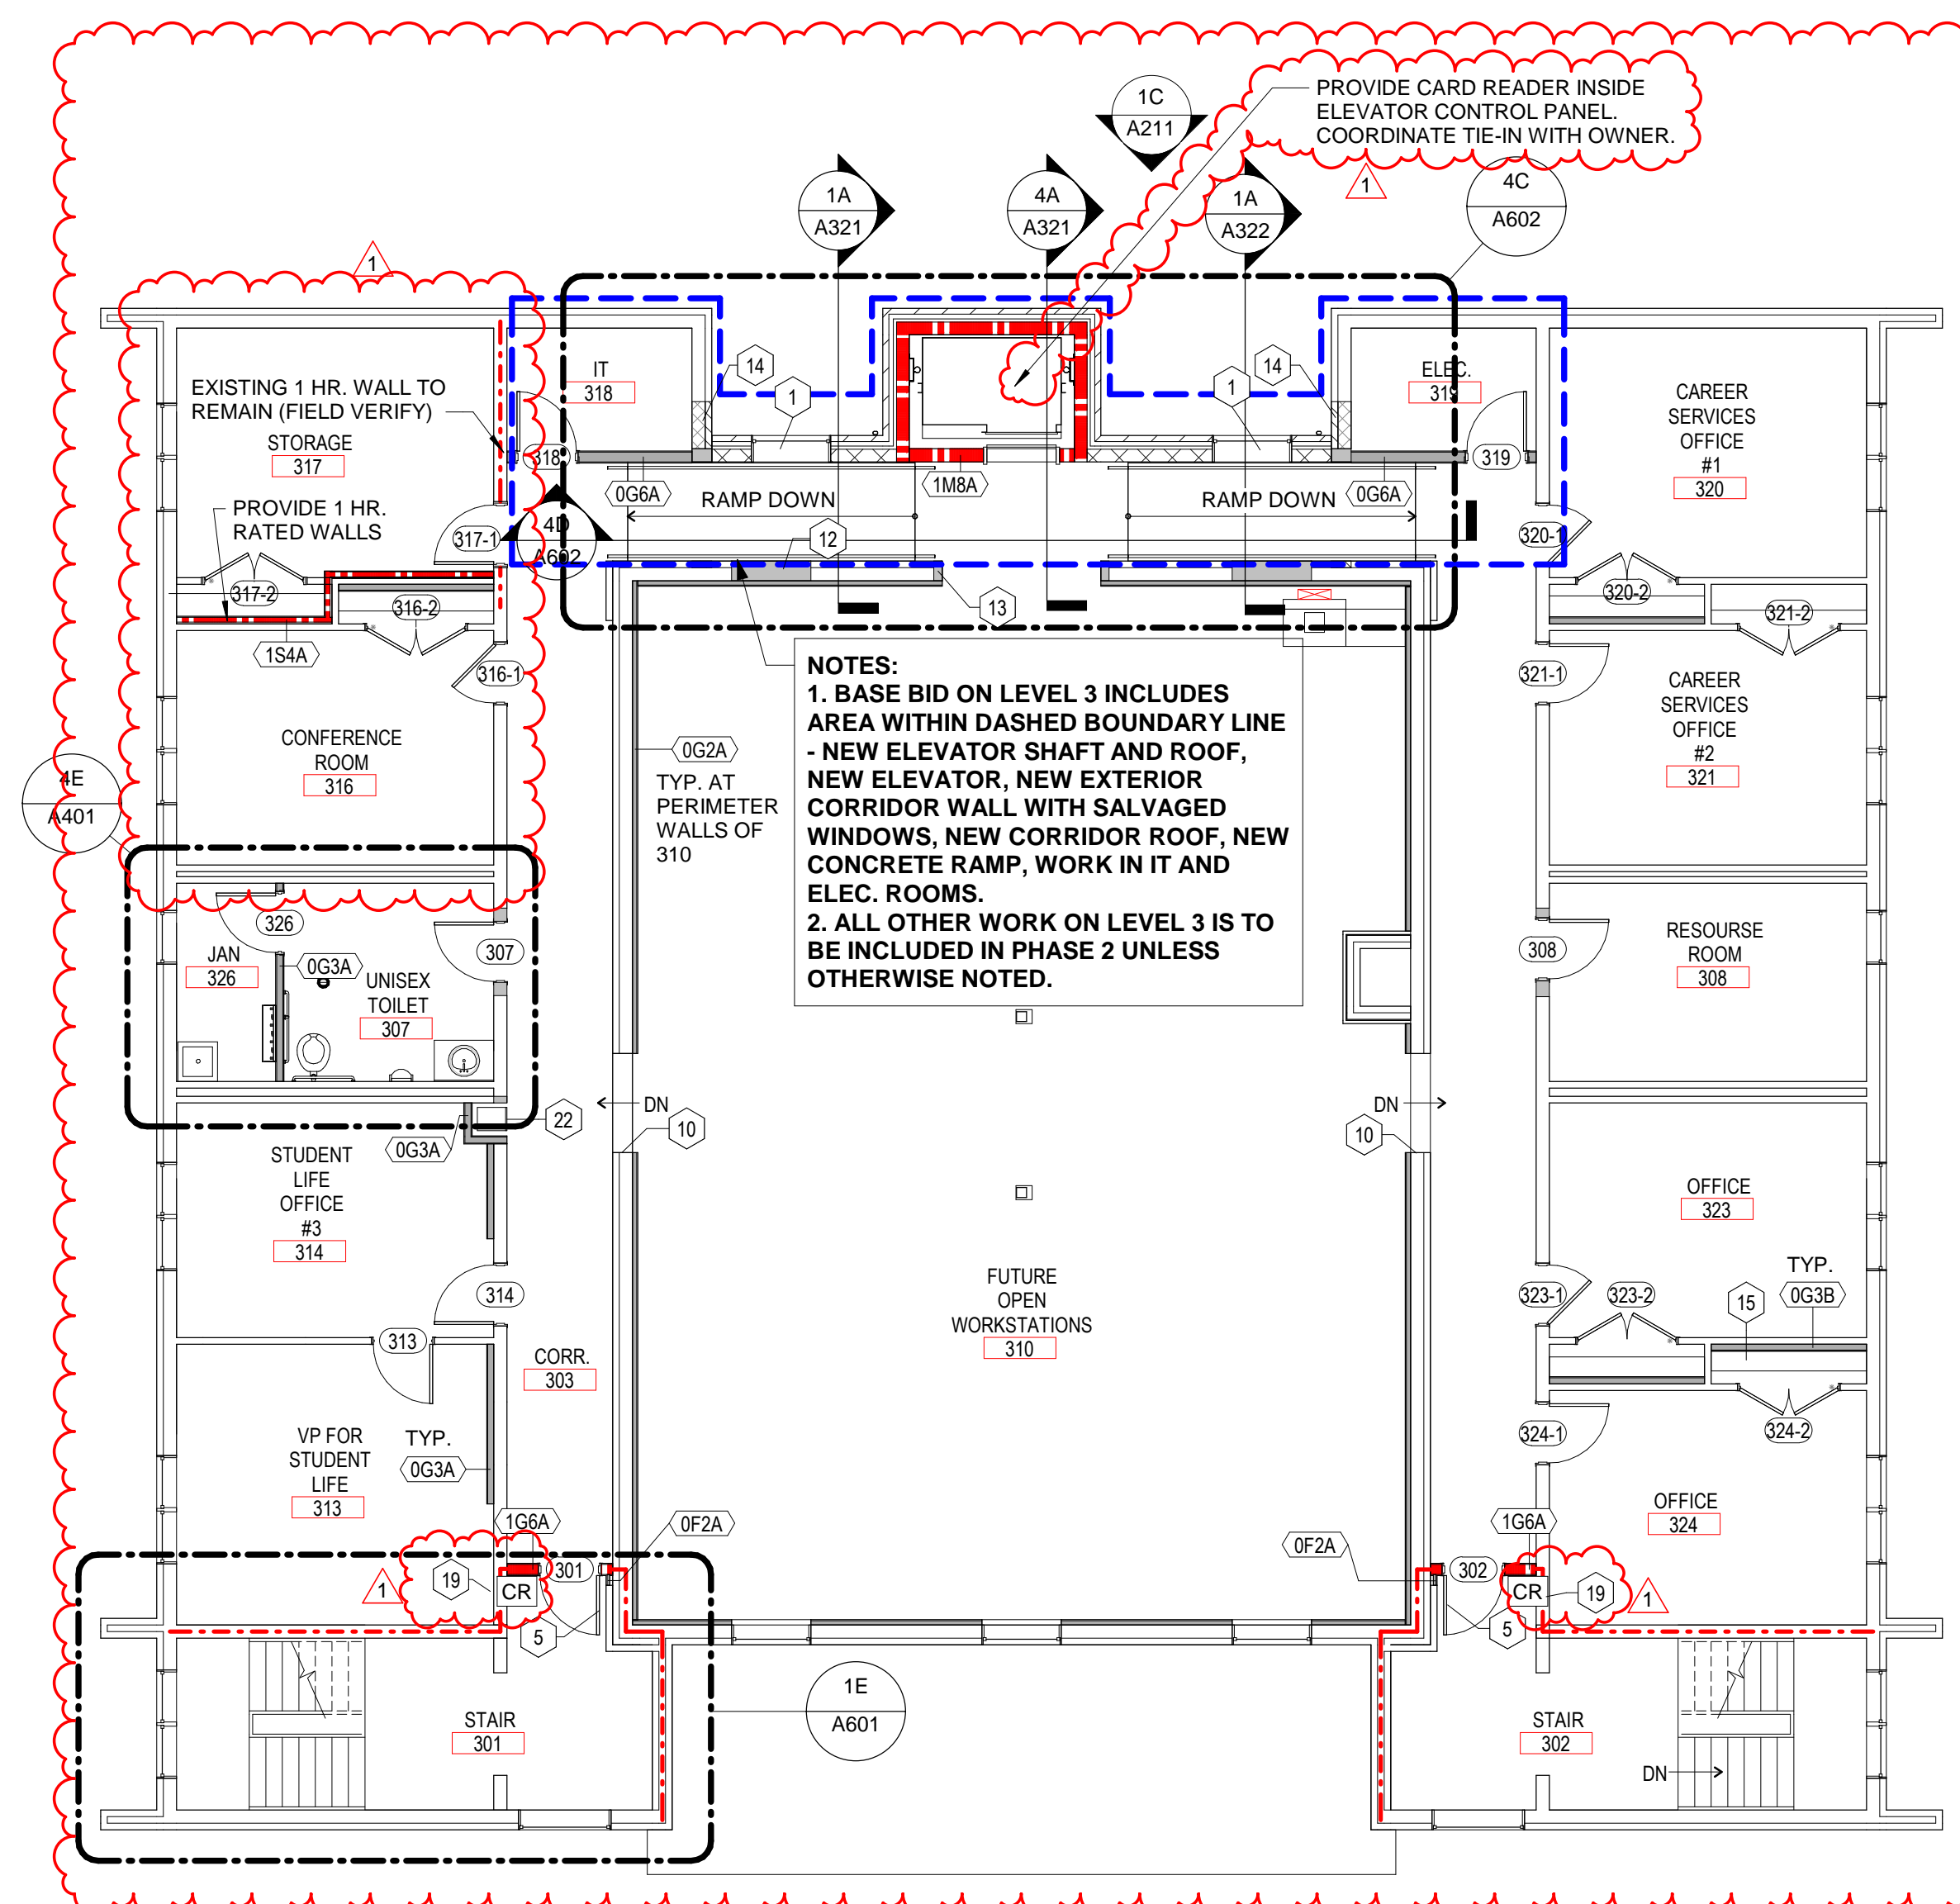 PROVIDE CARD READER INSIDE
ELEVATOR CONTROL PANEL.
COORDINATE TIE-IN WITH OWNER.
1
1C
A211
1A
A321
4A
A321
1A
A322
4C
A602
1
EXISTING 1 HR. WALL TO
REMAIN (FIELD VERIFY)
STORAGE
317
PROVIDE 1 HR.
RATED WALLS
IT
318
14
1
1
14
ELEC.
319
CAREER
SERVICES
OFFICE
#1
320
318
319
0G6A
RAMP DOWN
1M8A
RAMP DOWN
0G6A
317-1
4D
A602
12
320-1
317-2
316-2
13
320-2
321-2
1S4A
316-1
321-1
NOTES:
1. BASE BID ON LEVEL 3 INCLUDES
AREA WITHIN DASHED BOUNDARY LINE
- NEW ELEVATOR SHAFT AND ROOF,
NEW ELEVATOR, NEW EXTERIOR
CORRIDOR WALL WITH SALVAGED
WINDOWS, NEW CORRIDOR ROOF, NEW
CONCRETE RAMP, WORK IN IT AND
ELEC. ROOMS.
2. ALL OTHER WORK ON LEVEL 3 IS TO
BE INCLUDED IN PHASE 2 UNLESS
OTHERWISE NOTED.
CONFERENCE
ROOM
316
4E
A401
0G2A
TYP. AT
PERIMETER
WALLS OF
310
CAREER
SERVICES
OFFICE
#2
321
326
307
JAN
326
0G3A
UNISEX
TOILET
307
308
RESOURSE
ROOM
308
DN
DN
22
10
10
0G3A
STUDENT
LIFE
OFFICE
#3
314
OFFICE
323
TYP.
0G3B
15
314
323-1
323-2
FUTURE
OPEN
WORKSTATIONS
310
313
CORR.
303
VP FOR
STUDENT
LIFE
313
TYP.
0G3A
324-1
324-2
OFFICE
324
1G6A
0F2A
0F2A
1G6A
1
19
CR
301
302
CR
19
1
5
5
1E
A601
STAIR
301
STAIR
302
DN